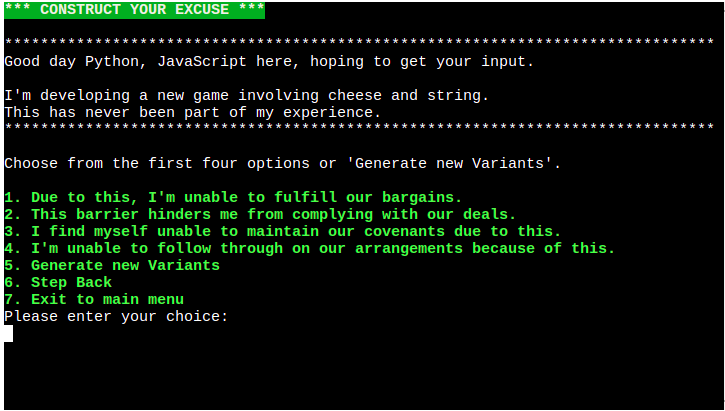 *** CONSTRUCT YOUR EXCUSE ***
*******************************************************************************
Good day Python, JavaScript here, hoping to get your input.
I'm developing a new game involving cheese and string.
This has never been part of my experience.
*******************************************************************************
Choose from the first four options or 'Generate new Variants'.
1. Due to this, I'm unable to fulfill our bargains.
2. This barrier hinders me from complying with our deals.
3. I find myself unable to maintain our covenants due to this.
4. I'm unable to follow through on our arrangements because of this.
5. Generate new Variants
6. Step Back
7. Exit to main menu
Please enter your choice: